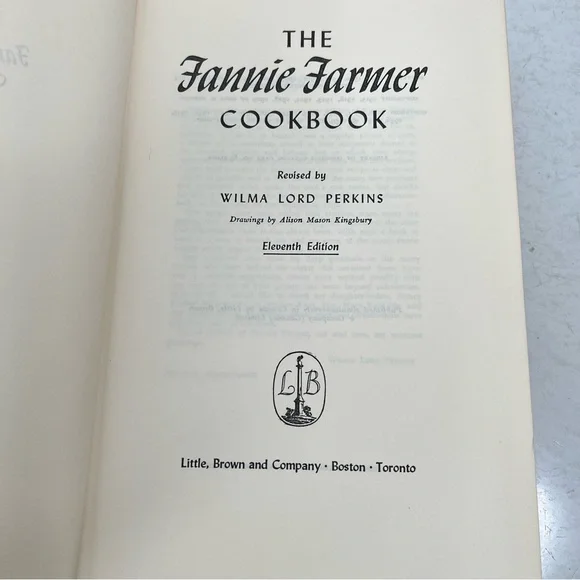 THE
Fannie Farmer
COOKBOOK
Revised by
WILMA LORD PERKINS
Drawings by Alison Mason Kingsbury
Eleventh Edition
L B
Little, Brown and Company · Boston · Toronto